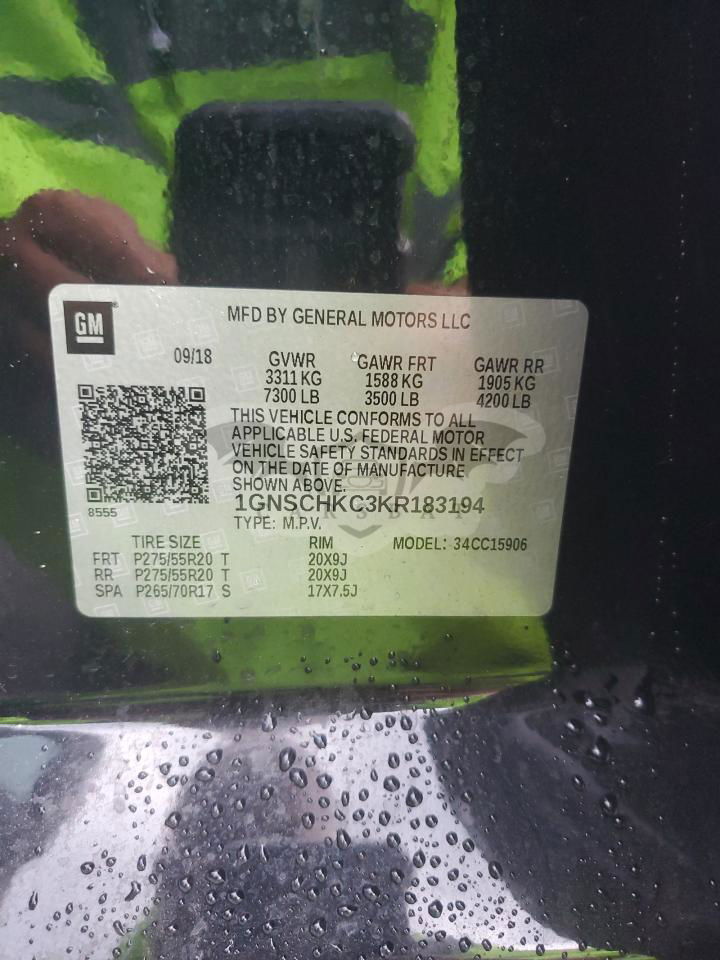 GM
MFD BY GENERAL MOTORS LLC
09/18 GVWR GAWR FRT GAWR RR
3311 KG 1588 KG 1905 KG
7300 LB 3500 LB 4200 LB
THIS VEHICLE CONFORMS TO ALL
APPLICABLE U.S. FEDERAL MOTOR
VEHICLE SAFETY STANDARDS IN EFFECT
ON THE DATE OF MANUFACTURE
SHOWN ABOVE.
8555
1GNSCHKC3KR183194
TYPE: M.P.V.
TIRE SIZE RIM MODEL: 34CC15906
FRT P275/55R20 T 20X9J
RR P275/55R20 T 20X9J
SPA P265/70R17 S 17X7.5J